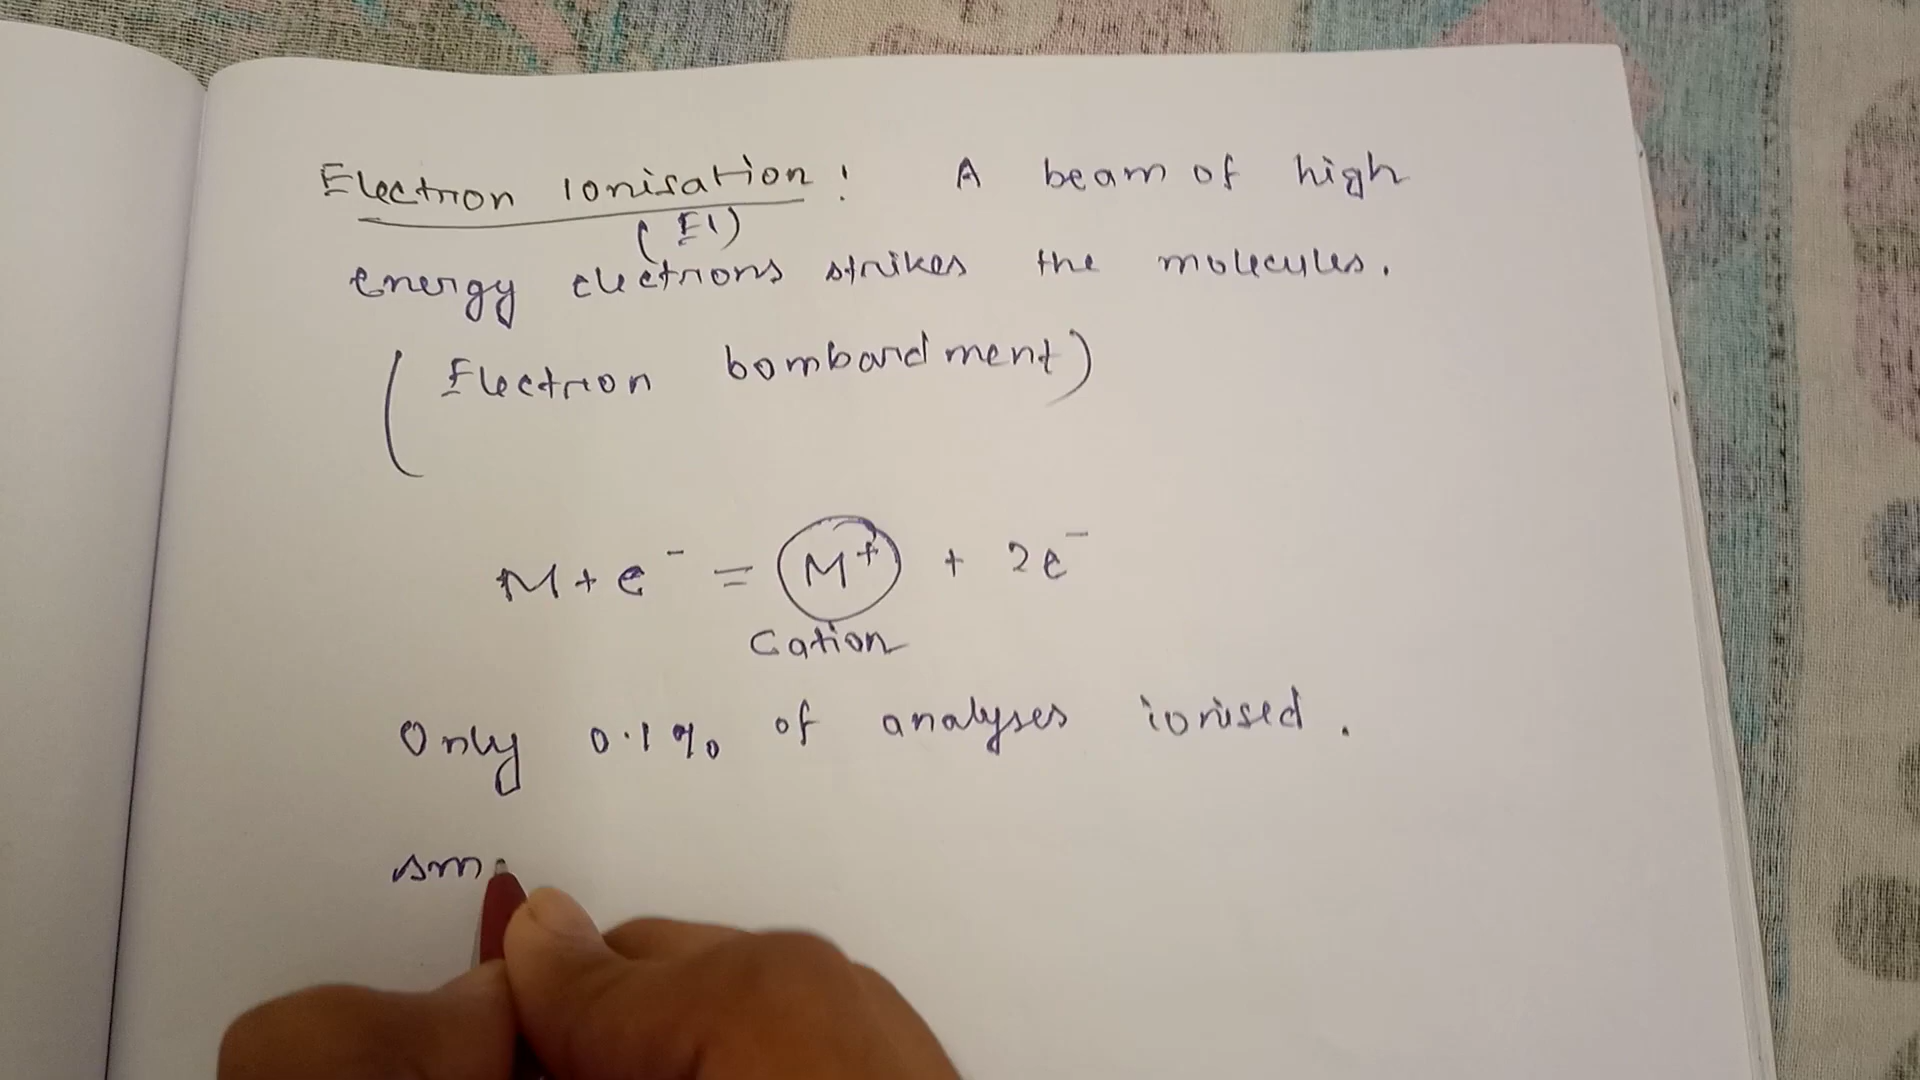 Electron Ionisation : A beam of high
(EI)
energy electrons strikes the molecules.
(Electron bombardment)
M + e⁻ = M⁺ + 2e⁻
Cation
Only 0.1% of analyses ionised.
sm